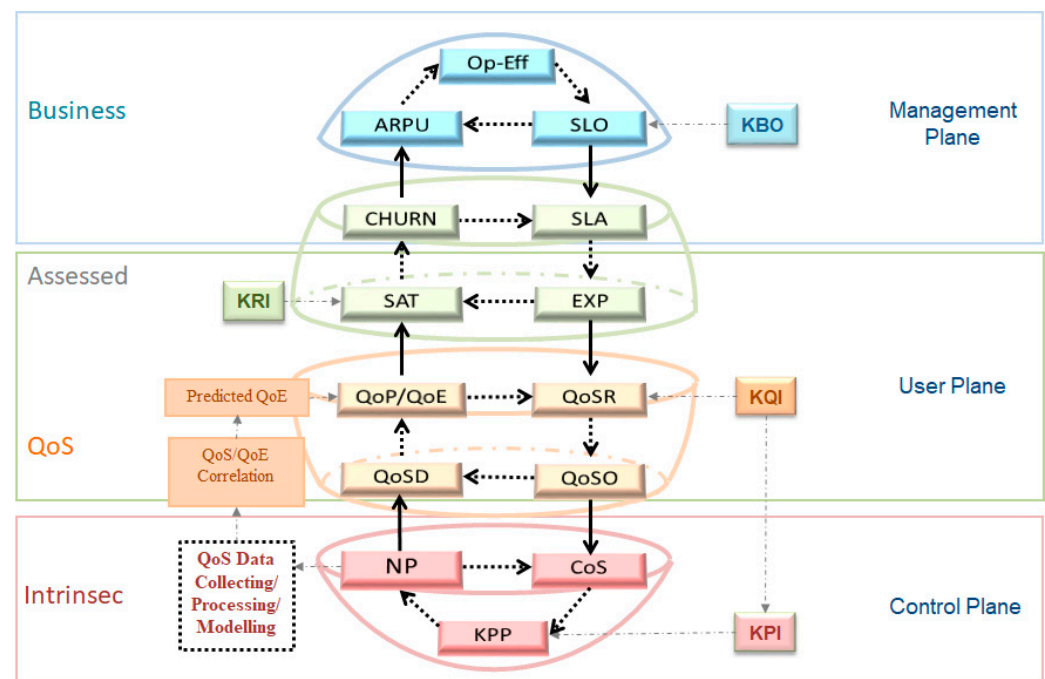 Op-Eff
Business
ARPU
SLO
KBO
Management
Plane
CHURN
SLA
Assessed
KRI
SAT
EXP
Predicted QoE
QoP/QoE
QoSR
KQI
User Plane
QoS
QoS/QoE
Correlation
QoSD
QoSO
QoS Data
Collecting/
Processing/
Modelling
NP
CoS
Intrinsec
Control Plane
KPP
KPI